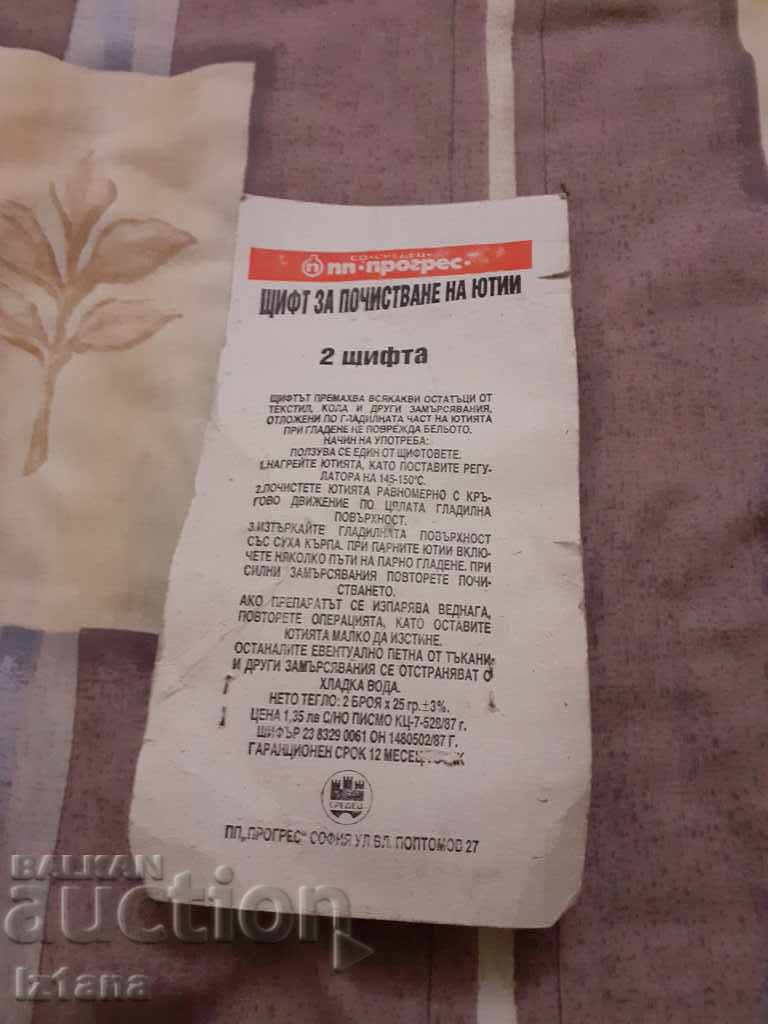 СО"СРЕДЕЦ"
ПП·ПРОГРЕС·
ЩИФТ ЗА ПОЧИСТВАНЕ НА ЮТИИ
2 щифта
ЩИФТЪТ ПРЕМАХВА ВСЯКАКВИ ОСТАТЪЦИ ОТ
ТЕКСТИЛ, КОЛА И ДРУГИ ЗАМЪРСЯВАНИЯ,
ОТЛОЖЕНИ ПО ГЛАДИЛНАТА ЧАСТ НА ЮТИЯТА
ПРИ ГЛАДЕНЕ НЕ ПОВРЕЖДА БЕЛЬОТО.
НАЧИН НА УПОТРЕБА:
ПОЛЗУВА СЕ ЕДИН ОТ ЩИФТОВЕТЕ.
1.НАГРЕЙТЕ ЮТИЯТА, КАТО ПОСТАВИТЕ РЕГУ-
ЛАТОРА НА 145-150°С.
2.ПОЧИСТЕТЕ ЮТИЯТА РАВНОМЕРНО С КРЪ-
ГОВО ДВИЖЕНИЕ ПО ЦЯЛАТА ГЛАДИЛНА
ПОВЪРХНОСТ.
3.ИЗТЪРКАЙТЕ ГЛАДИЛНАТА ПОВЪРХНОСТ
СЪС СУХА КЪРПА. ПРИ ПАРНИТЕ ЮТИИ ВКЛЮ-
ЧЕТЕ НЯКОЛКО ПЪТИ НА ПАРНО ГЛАДЕНЕ. ПРИ
СИЛНИ ЗАМЪРСЯВАНИЯ ПОВТОРЕТЕ ПОЧИ-
СТВАНЕТО.
АКО ПРЕПАРАТЪТ СЕ ИЗПАРЯВА ВЕДНАГА,
ПОВТОРЕТЕ ОПЕРАЦИЯТА, КАТО ОСТАВИТЕ
ЮТИЯТА МАЛКО ДА ИЗСТИНЕ.
ОСТАНАЛИТЕ ЕВЕНТУАЛНО ПЕТНА ОТ ТЪКАНИ
И ДРУГИ ЗАМЪРСЯВАНИЯ СЕ ОТСТРАНЯВАТ С
ХЛАДКА ВОДА.
НЕТО ТЕГЛО: 2 БРОЯ х 25 гр.±3%.
ЦЕНА 1,35 лв С/НО ПИСМО КЦ-7-528/87 г.
ШИФЪР 23 8329 0061 ОН 1480502/87 Г.
ГАРАНЦИОНЕН СРОК 12 МЕСЕЦ
СРЕДЕЦ
ПП„ПРОГРЕС" СОФИЯ УЛ ВЛ. ПОПТОМОВ 27
BALKAN
auction
iz1ana